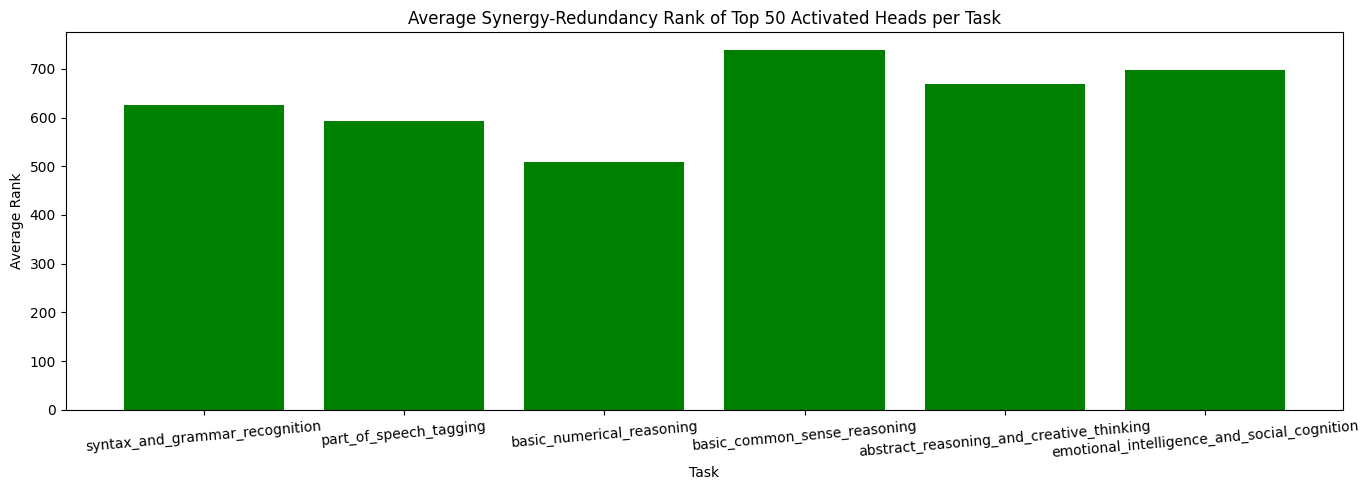 Average Synergy-Redundancy Rank of Top 50 Activated Heads per Task
Average Rank
700
600
500
400
300
200
100
0
syntax_and_grammar_recognition
part_of_speech_tagging
basic_numerical_reasoning
basic_common_sense_reasoning
abstract_reasoning_and_creative_thinking
emotional_intelligence_and_social_cognition
Task